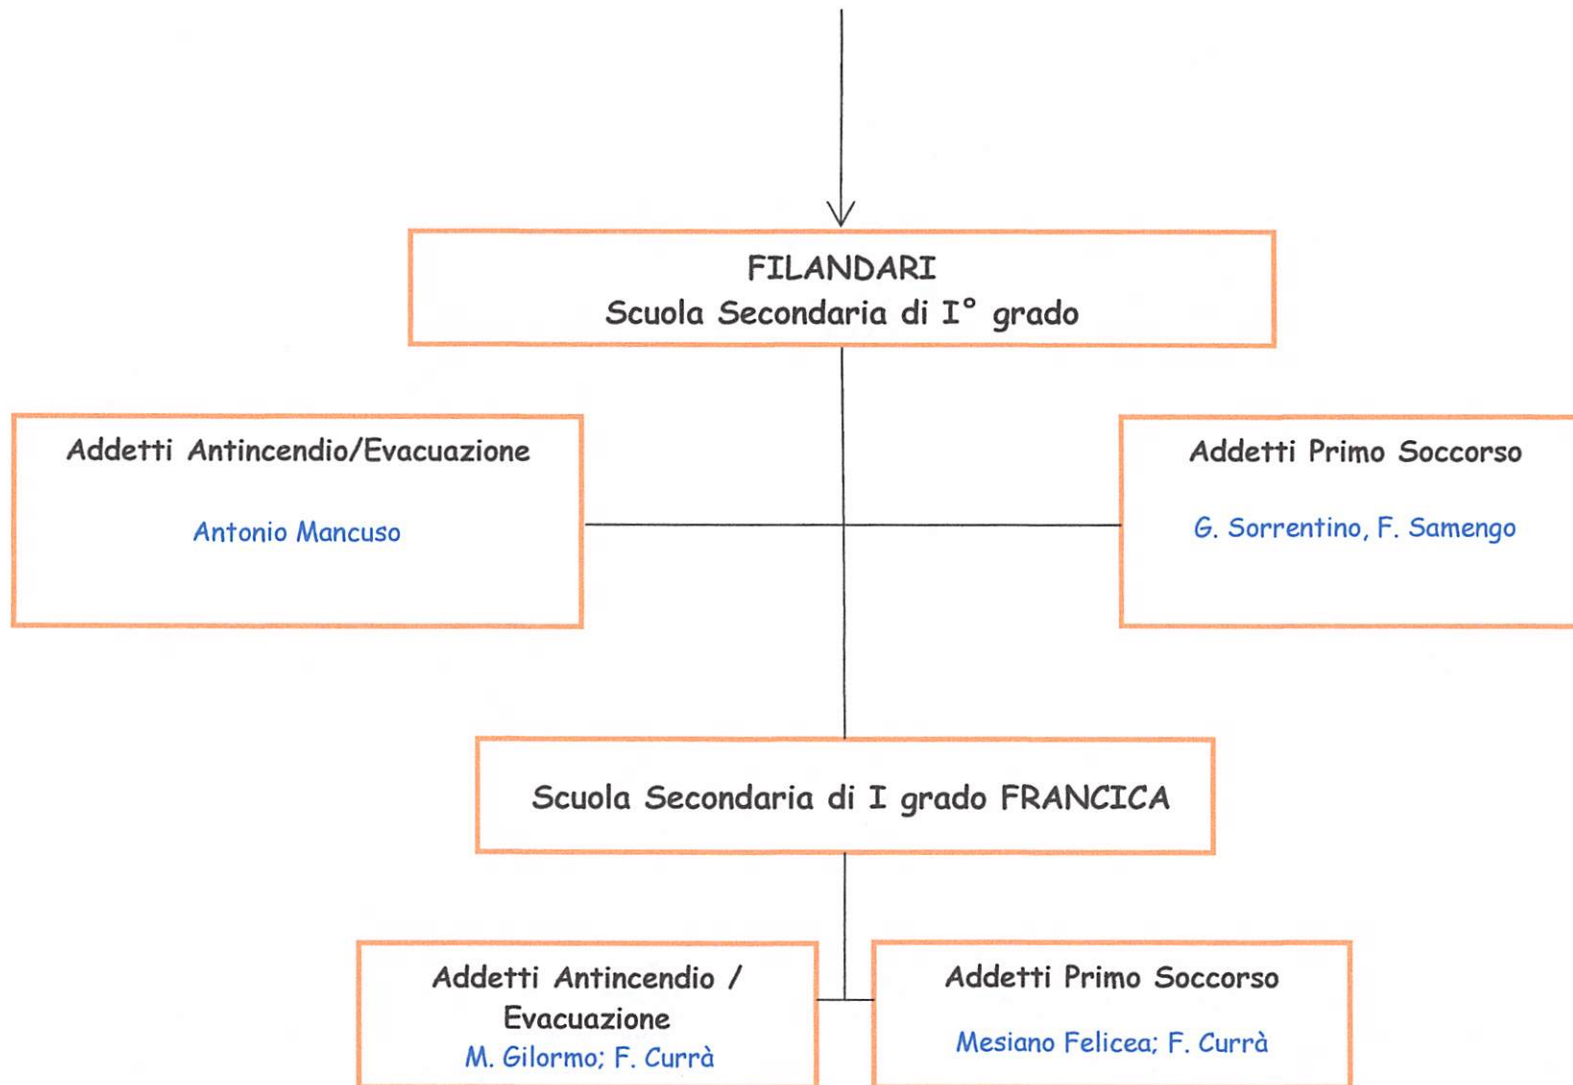 FILANDARI
Scuola Secondaria di I° grado
Addetti Antincendio/Evacuazione
Antonio Mancuso
Addetti Primo Soccorso
G. Sorrentino, F. Samengo
Scuola Secondaria di I grado FRANCICA
Addetti Antincendio /
Evacuazione
M. Gilormo; F. Currà
Addetti Primo Soccorso
Mesiano Felicea; F. Currà